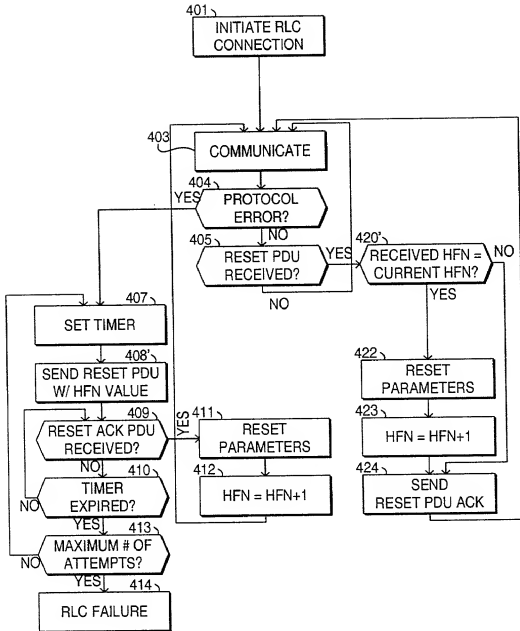 401
INITIATE RLC
CONNECTION
403
COMMUNICATE
404
YES
PROTOCOL
ERROR?
NO
405
RESET PDU
RECEIVED?
YES
NO
420'
RECEIVED HFN =
CURRENT HFN?
NO
YES
407
SET TIMER
408'
SEND RESET PDU
W/ HFN VALUE
409
RESET ACK PDU
RECEIVED?
YES
NO
411
RESET
PARAMETERS
412
HFN = HFN+1
422
RESET
PARAMETERS
423
HFN = HFN+1
424
SEND
RESET PDU ACK
410
TIMER
EXPIRED?
NO
YES
413
MAXIMUM # OF
ATTEMPTS?
NO
YES
414
RLC FAILURE